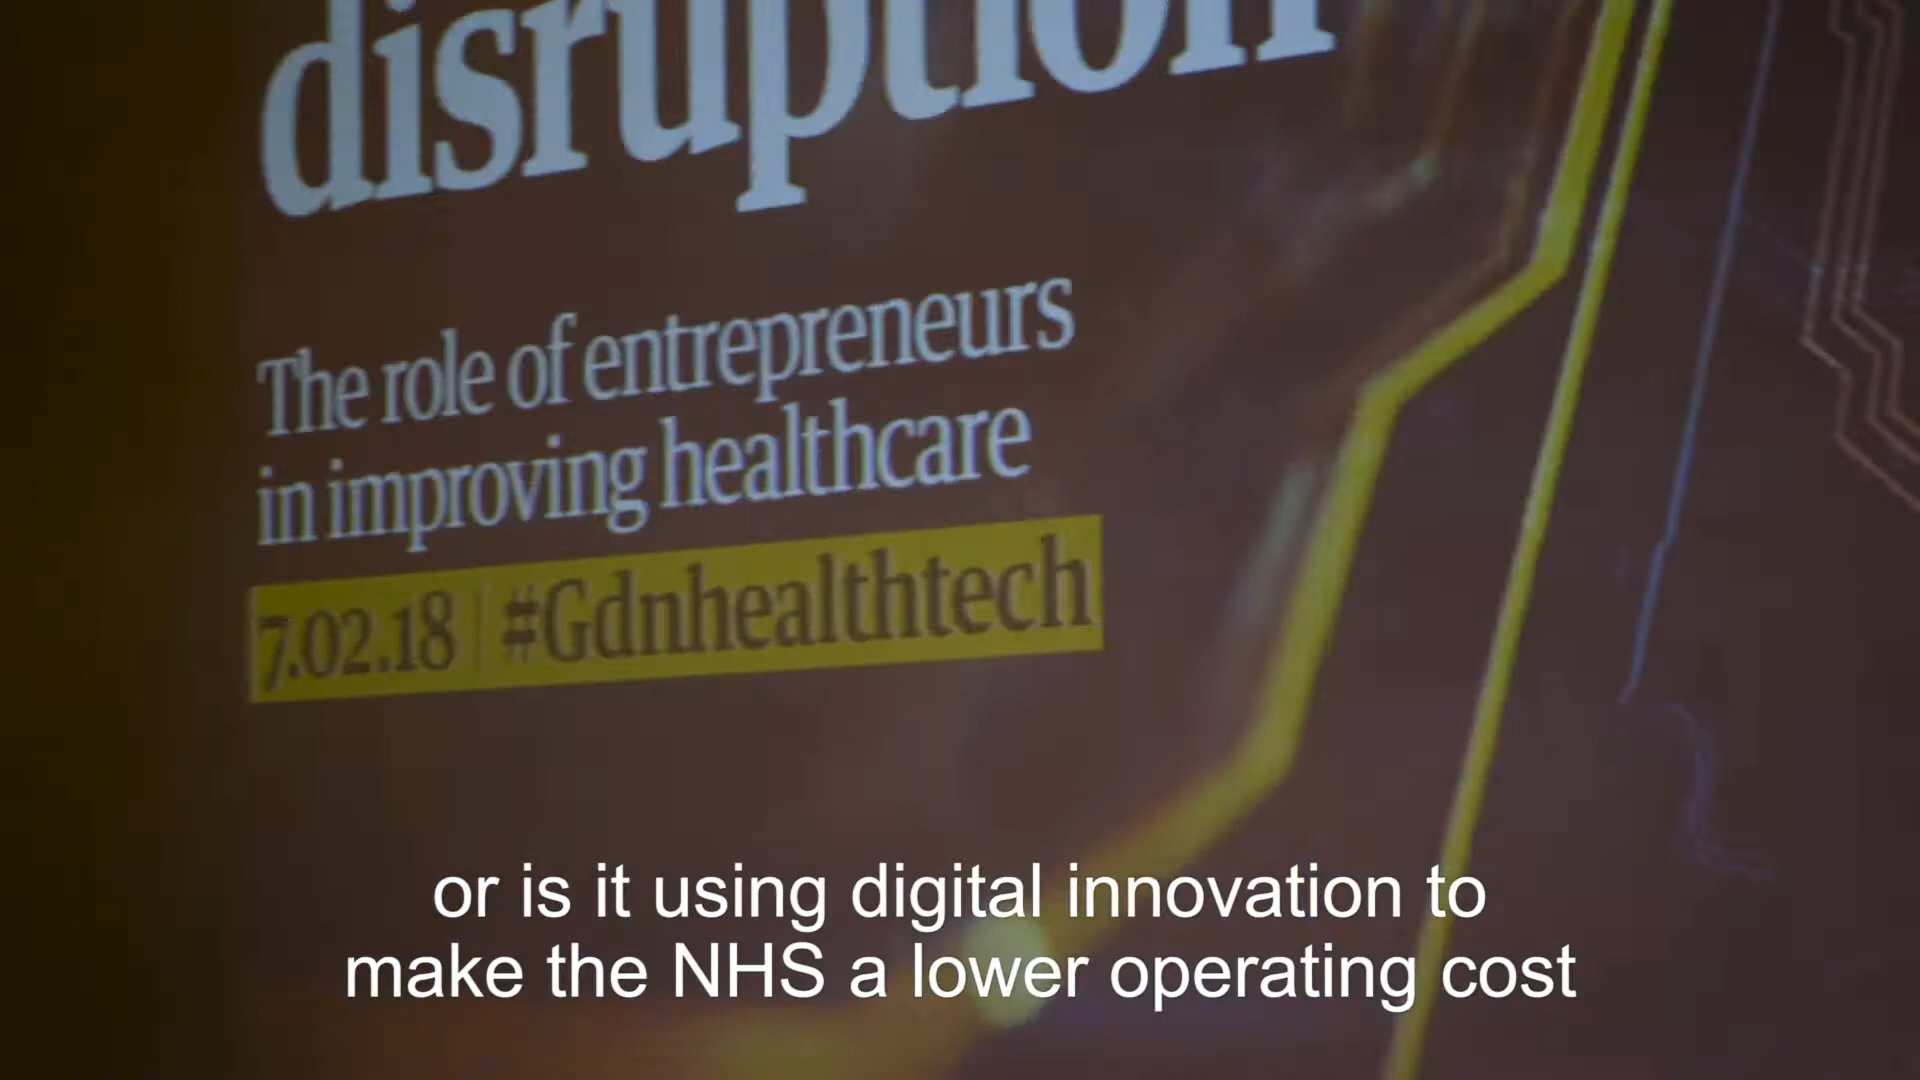 disruption
The role of entrepreneurs
in improving healthcare
7.02.18 | #Gdnhealthtech
or is it using digital innovation to
make the NHS a lower operating cost